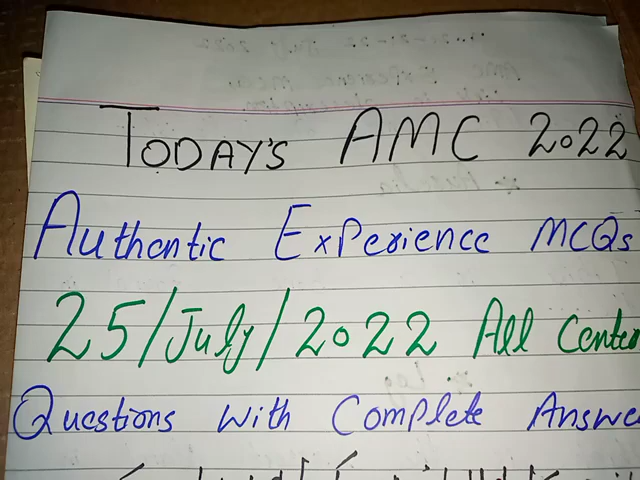 TODAY'S AMC 2022
Authentic Experience MCQs
25/July/2022 All Center
Questions with Complete Answe